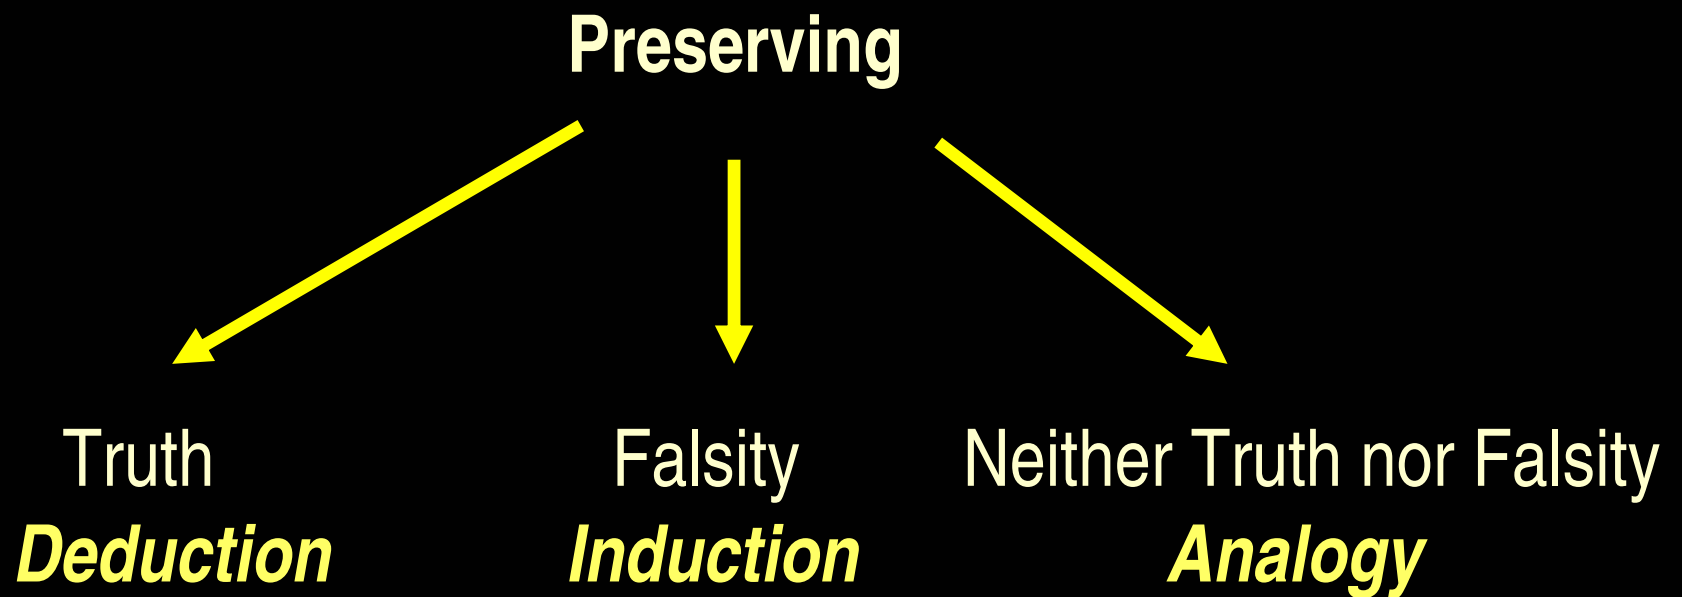 Preserving
Truth
Deduction
Falsity
Induction
Neither Truth nor Falsity
Analogy